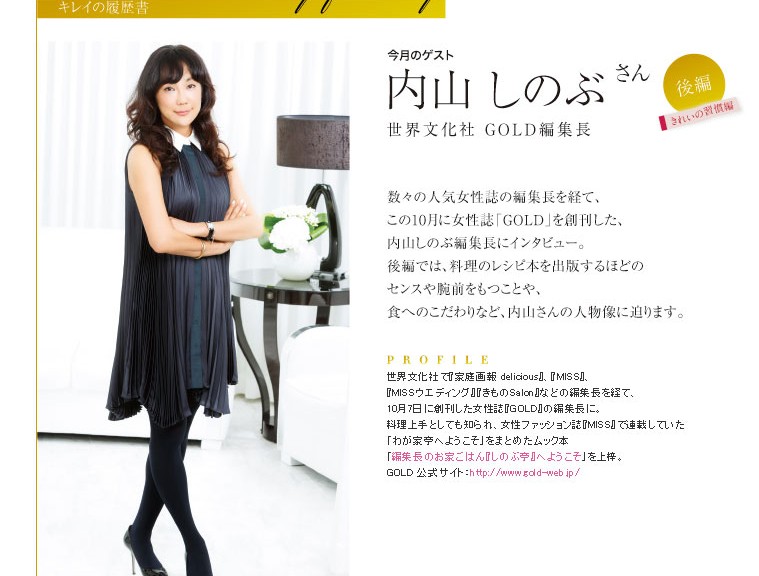 キレイの履歴書
今月のゲスト
内山 しのぶ さん
後編
きれいの習慣編
世界文化社 GOLD編集長
数々の人気女性誌の編集長を経て、
この10月に女性誌「GOLD」を創刊した、
内山しのぶ編集長にインタビュー。
後編では、料理のレシピ本を出版するほどの
センスや腕前をもつことや、
食へのこだわりなど、内山さんの人物像に迫ります。
PROFILE
世界文化社で『家庭画報 delicious』、『MISS』、
『MISSウエディング』『きものSalon』などの編集長を経て、
10月7日に創刊した女性誌『GOLD』の編集長に。
料理上手としても知られ、女性ファッション誌『MISS』で連載していた
「わが家亭へようこそ」をまとめたムック本
「編集長のお家ごはん『しのぶ亭』へようこそ」を上梓。
GOLD 公式サイト：http://www.gold-web.jp/